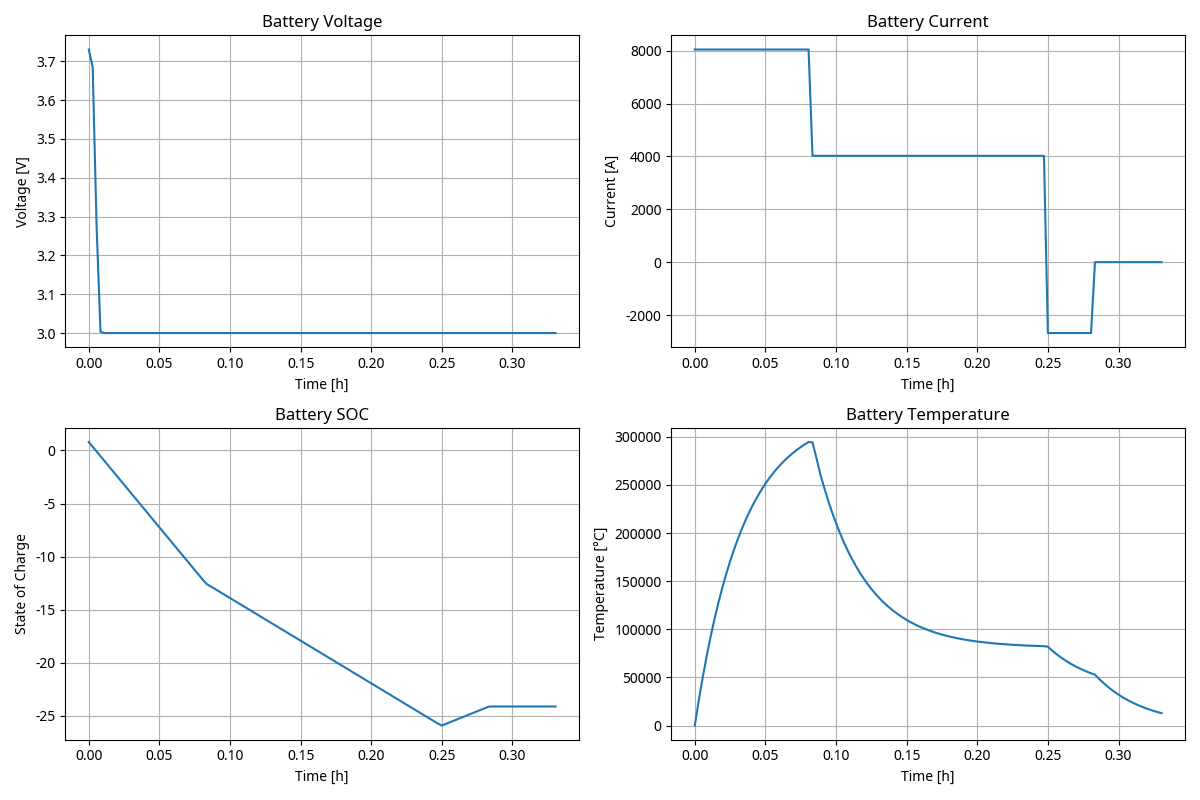 Battery Voltage
3.7
3.6
3.5
3.4
3.3
3.2
3.1
3.0
Voltage [V]
0.00 0.05 0.10 0.15 0.20 0.25 0.30
Time [h]
Battery Current
8000
6000
4000
2000
0
-2000
Current [A]
0.00 0.05 0.10 0.15 0.20 0.25 0.30
Time [h]
Battery SOC
0
-5
-10
-15
-20
-25
State of Charge
0.00 0.05 0.10 0.15 0.20 0.25 0.30
Time [h]
Battery Temperature
300000
250000
200000
150000
100000
50000
0
Temperature [°C]
0.00 0.05 0.10 0.15 0.20 0.25 0.30
Time [h]